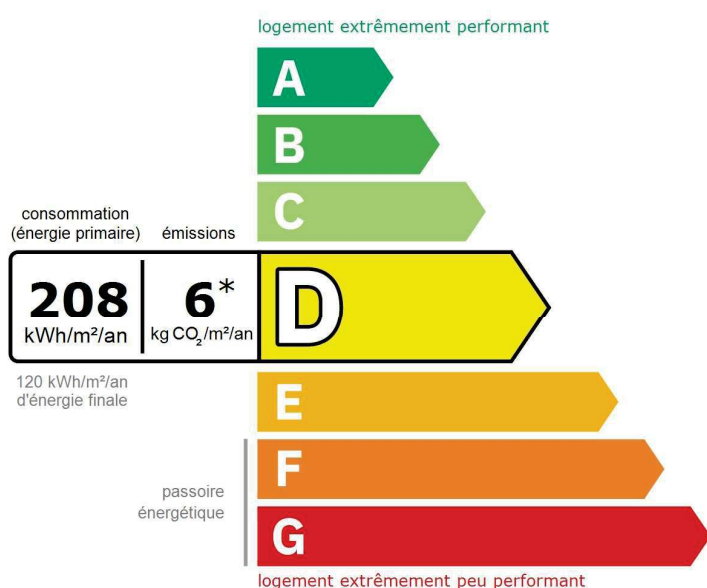 logement extrêmement performant
A
B
C
consommation
(énergie primaire)
émissions
208
kWh/m²/an
6*
kg CO₂/m²/an
D
120 kWh/m²/an
d'énergie finale
E
passoire
énergétique
F
G
logement extrêmement peu performant